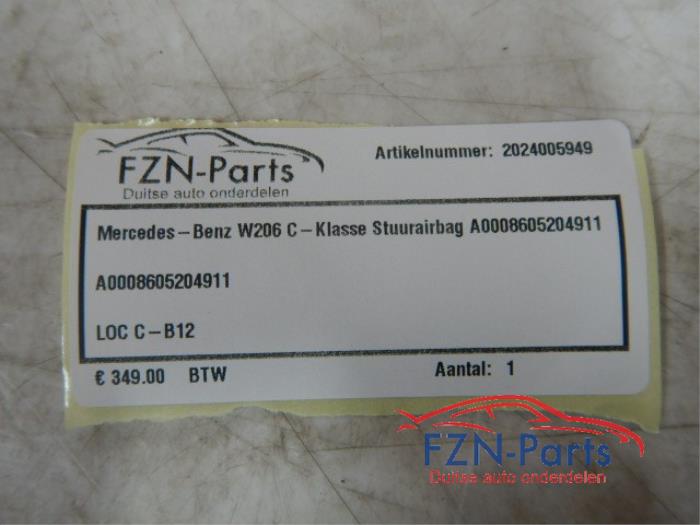 FZN-Parts
Duitse auto onderdelen
Artikelnummer: 2024005949
Mercedes-Benz W206 C-Klasse Stuurairbag A0008605204911
A0008605204911
LOC C-B12
€ 349.00 BTW
Aantal: 1
FZN-Parts
Duitse auto onderdelen